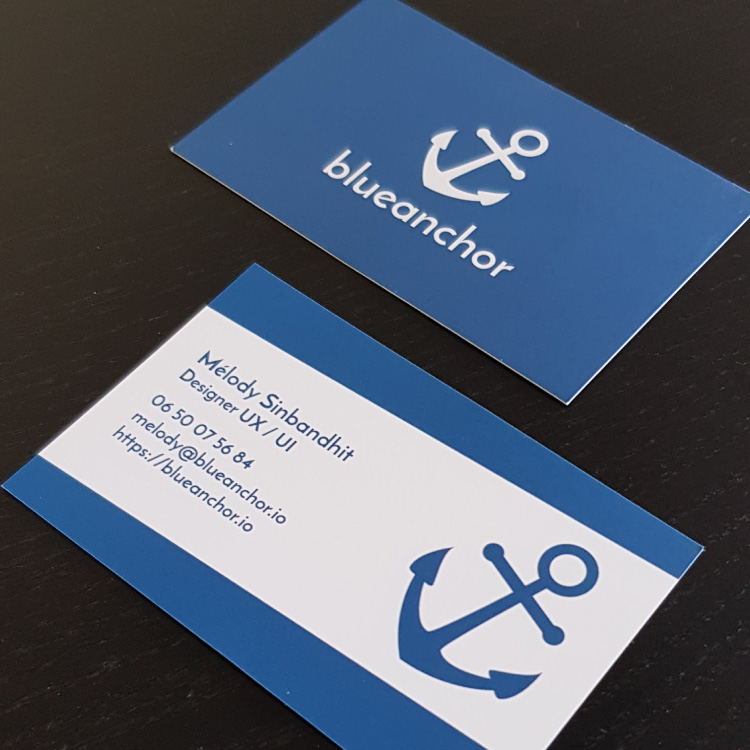 blueanchor
Mélody Sinbandhit
Designer UX / UI
06 50 07 56 84
melody@blueanchor.io
https://blueanchor.io